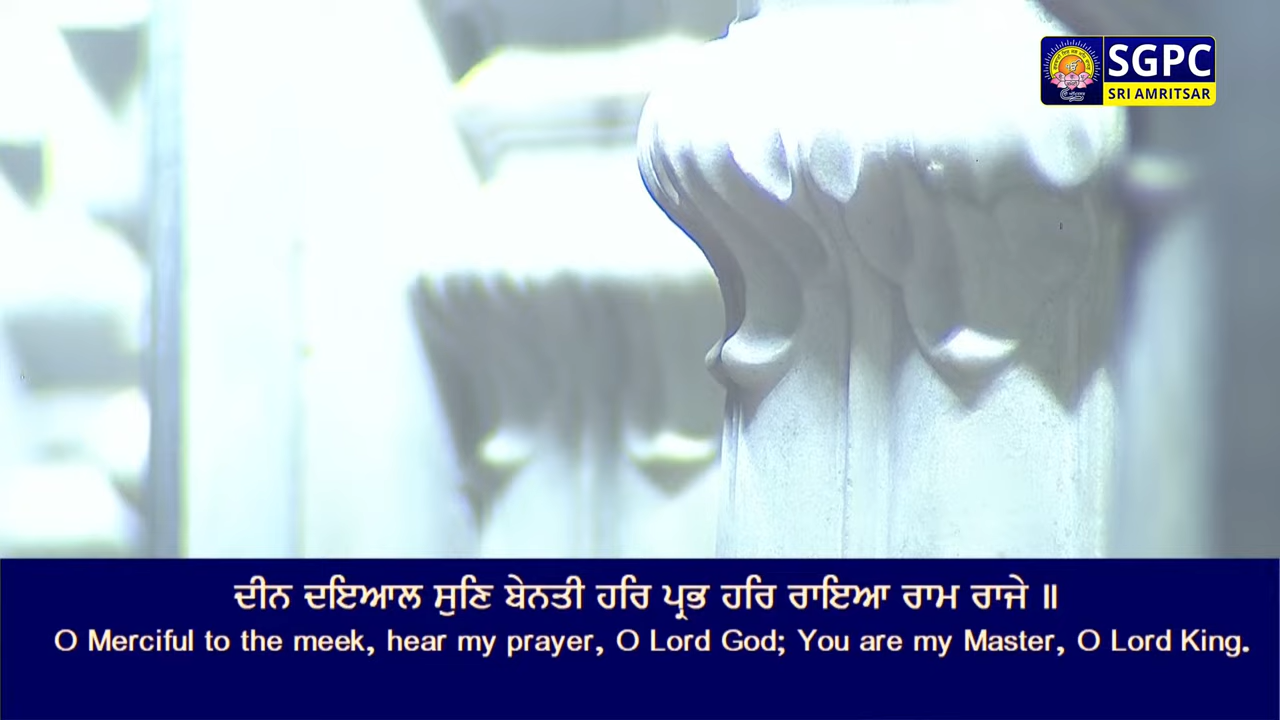 SGPC
SRI AMRITSAR
ਦੀਨ ਦਇਆਲ ਸੁਣਿ ਬੇਨਤੀ ਹਰਿ ਪ੍ਰਭ ਹਰਿ ਰਾਇਆ ਰਾਮ ਰਾਜੇ ॥
O Merciful to the meek, hear my prayer, O Lord God; You are my Master, O Lord King.